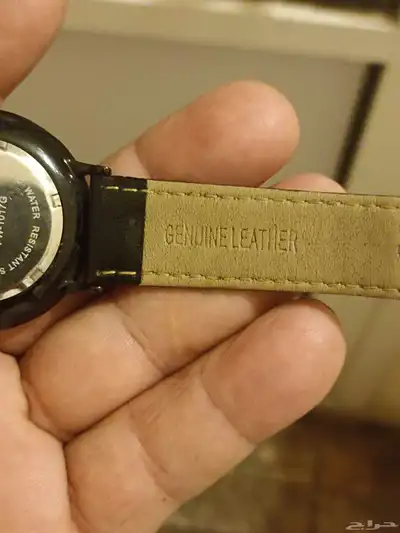 WATER RESISTANT
GENUINE LEATHER
حراج